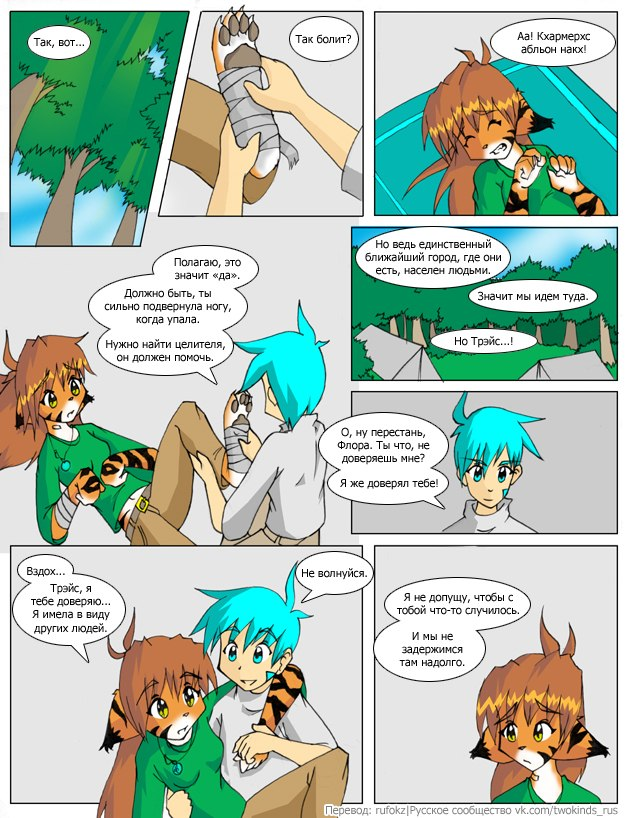 Так, вот...
Так болит?
Аа! Кхармерхс
абльон накх!
Полагаю, это
значит «да».
Должно быть, ты
сильно подвернула ногу,
когда упала.
Нужно найти целителя,
он должен помочь.
Но ведь единственный
ближайший город, где они
есть, населен людьми.
Значит мы идем туда.
Но Трэйс...!
О, ну перестань,
Флора. Ты что, не
доверяешь мне?
Я же доверял тебе!
Вздох...
Трэйс, я
тебе доверяю...
Я имела в виду
других людей.
Не волнуйся.
Я не допущу, чтобы с
тобой что-то случилось.
И мы не
задержимся
там надолго.
Перевод: rufokz|Русское сообщество vk.com/twokinds_rus